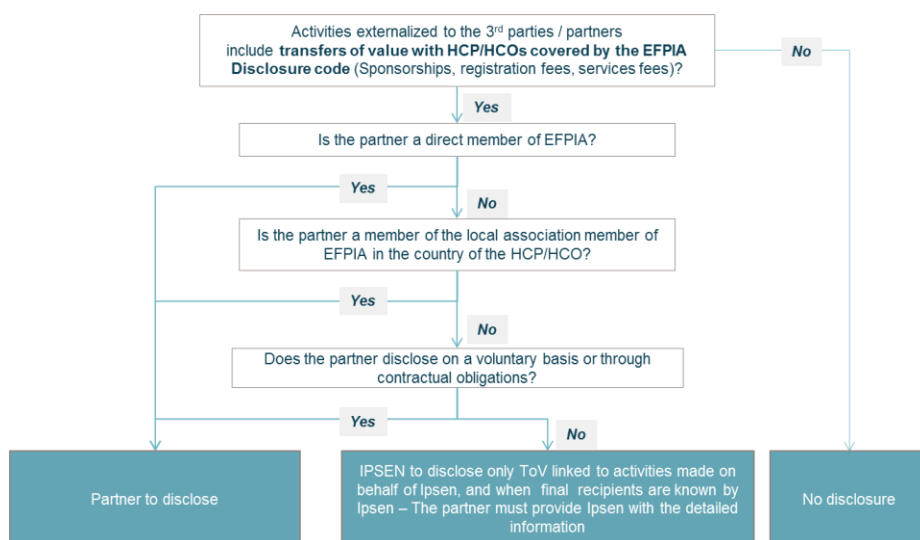 Activities externalized to the 3rd parties / partners
include transfers of value with HCP/HCOs covered by the EFPIA
Disclosure code (Sponsorships, registration fees, services fees)?
No
Yes
Is the partner a direct member of EFPIA?
Yes
No
Is the partner a member of the local association member of
EFPIA in the country of the HCP/HCO?
Yes
No
Does the partner disclose on a voluntary basis or through
contractual obligations?
Yes
No
Partner to disclose
IPSEN to disclose only ToV linked to activities made on
behalf of Ipsen, and when final recipients are known by
Ipsen – The partner must provide Ipsen with the detailed
information
No disclosure